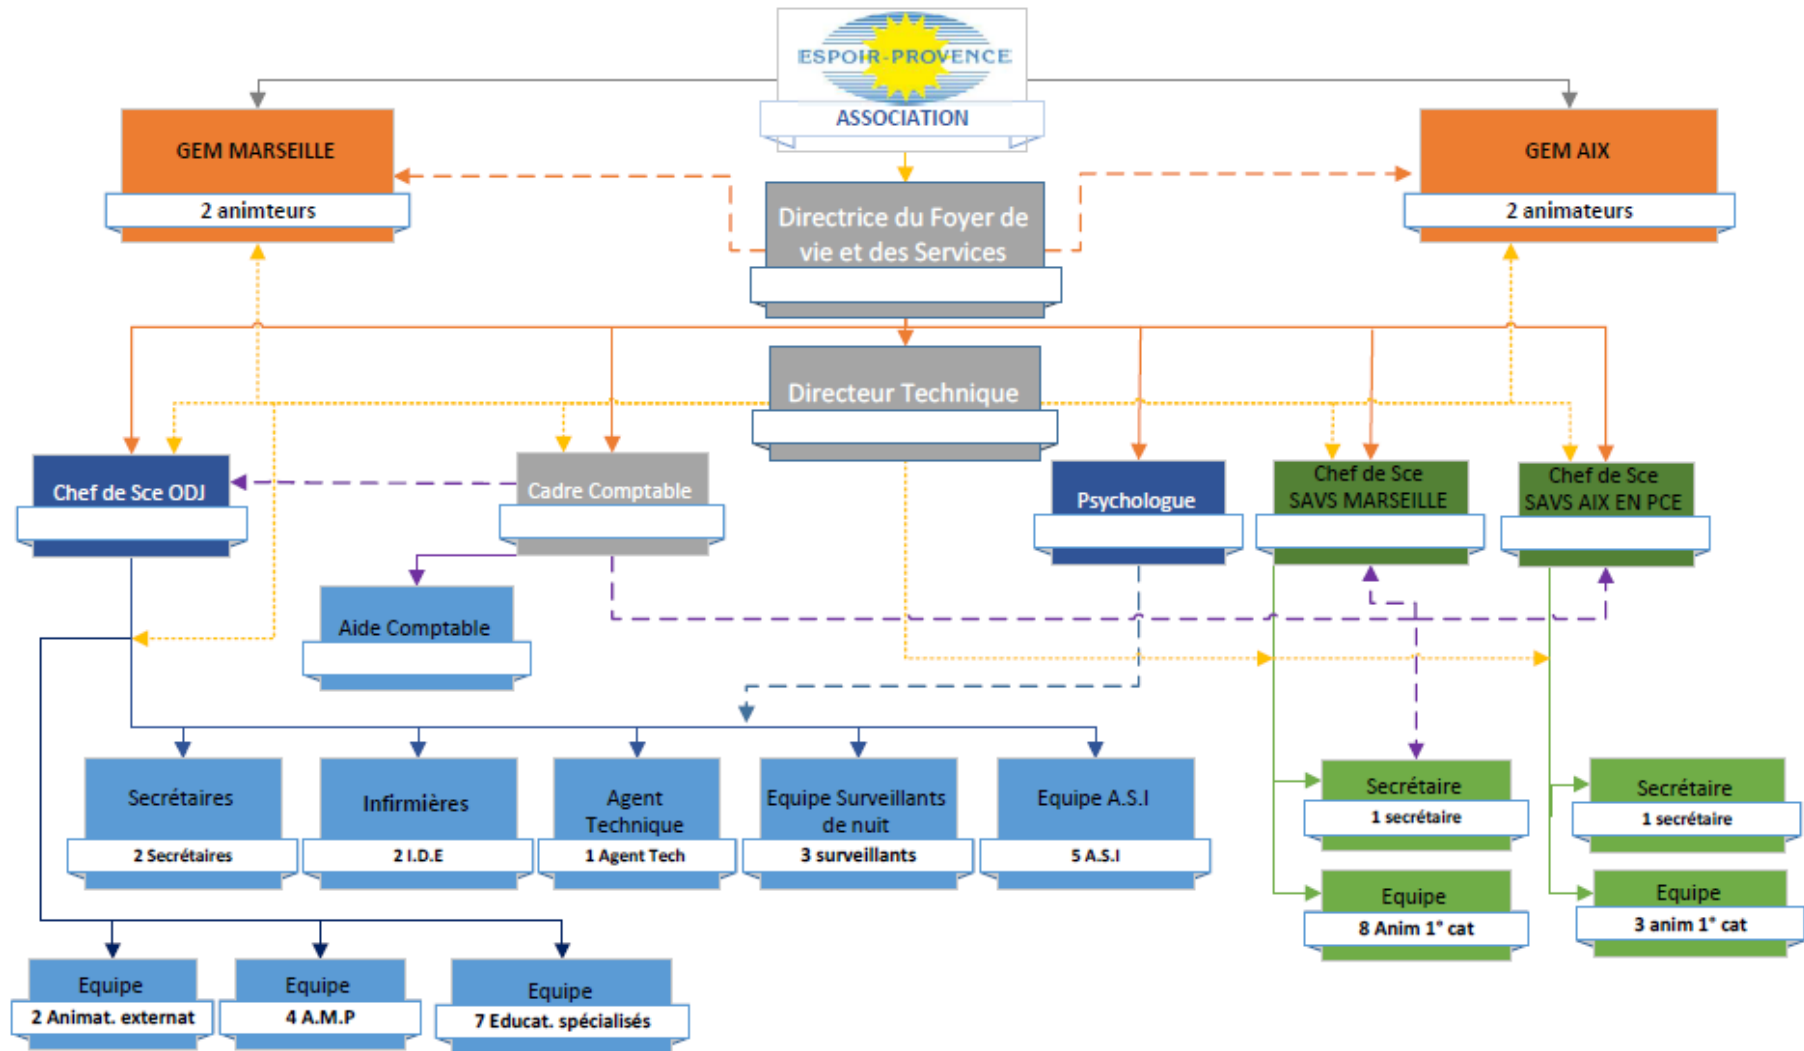 ESPOIR-PROVENCE
ASSOCIATION
GEM MARSEILLE
2 animteurs
GEM AIX
2 animateurs
Directrice du Foyer de
vie et des Services
Directeur Technique
Chef de Sce ODJ
Cadre Comptable
Psychologue
Chef de Sce
SAVS MARSEILLE
Chef de Sce
SAVS AIX EN PCE
Aide Comptable
Secrétaires
2 Secrétaires
Infirmières
2 I.D.E
Agent
Technique
1 Agent Tech
Equipe Surveillants
de nuit
3 surveillants
Equipe A.S.I
5 A.S.I
Secrétaire
1 secrétaire
Secrétaire
1 secrétaire
Equipe
8 Anim 1° cat
Equipe
3 anim 1° cat
Equipe
2 Animat. externat
Equipe
4 A.M.P
Equipe
7 Educat. spécialisés